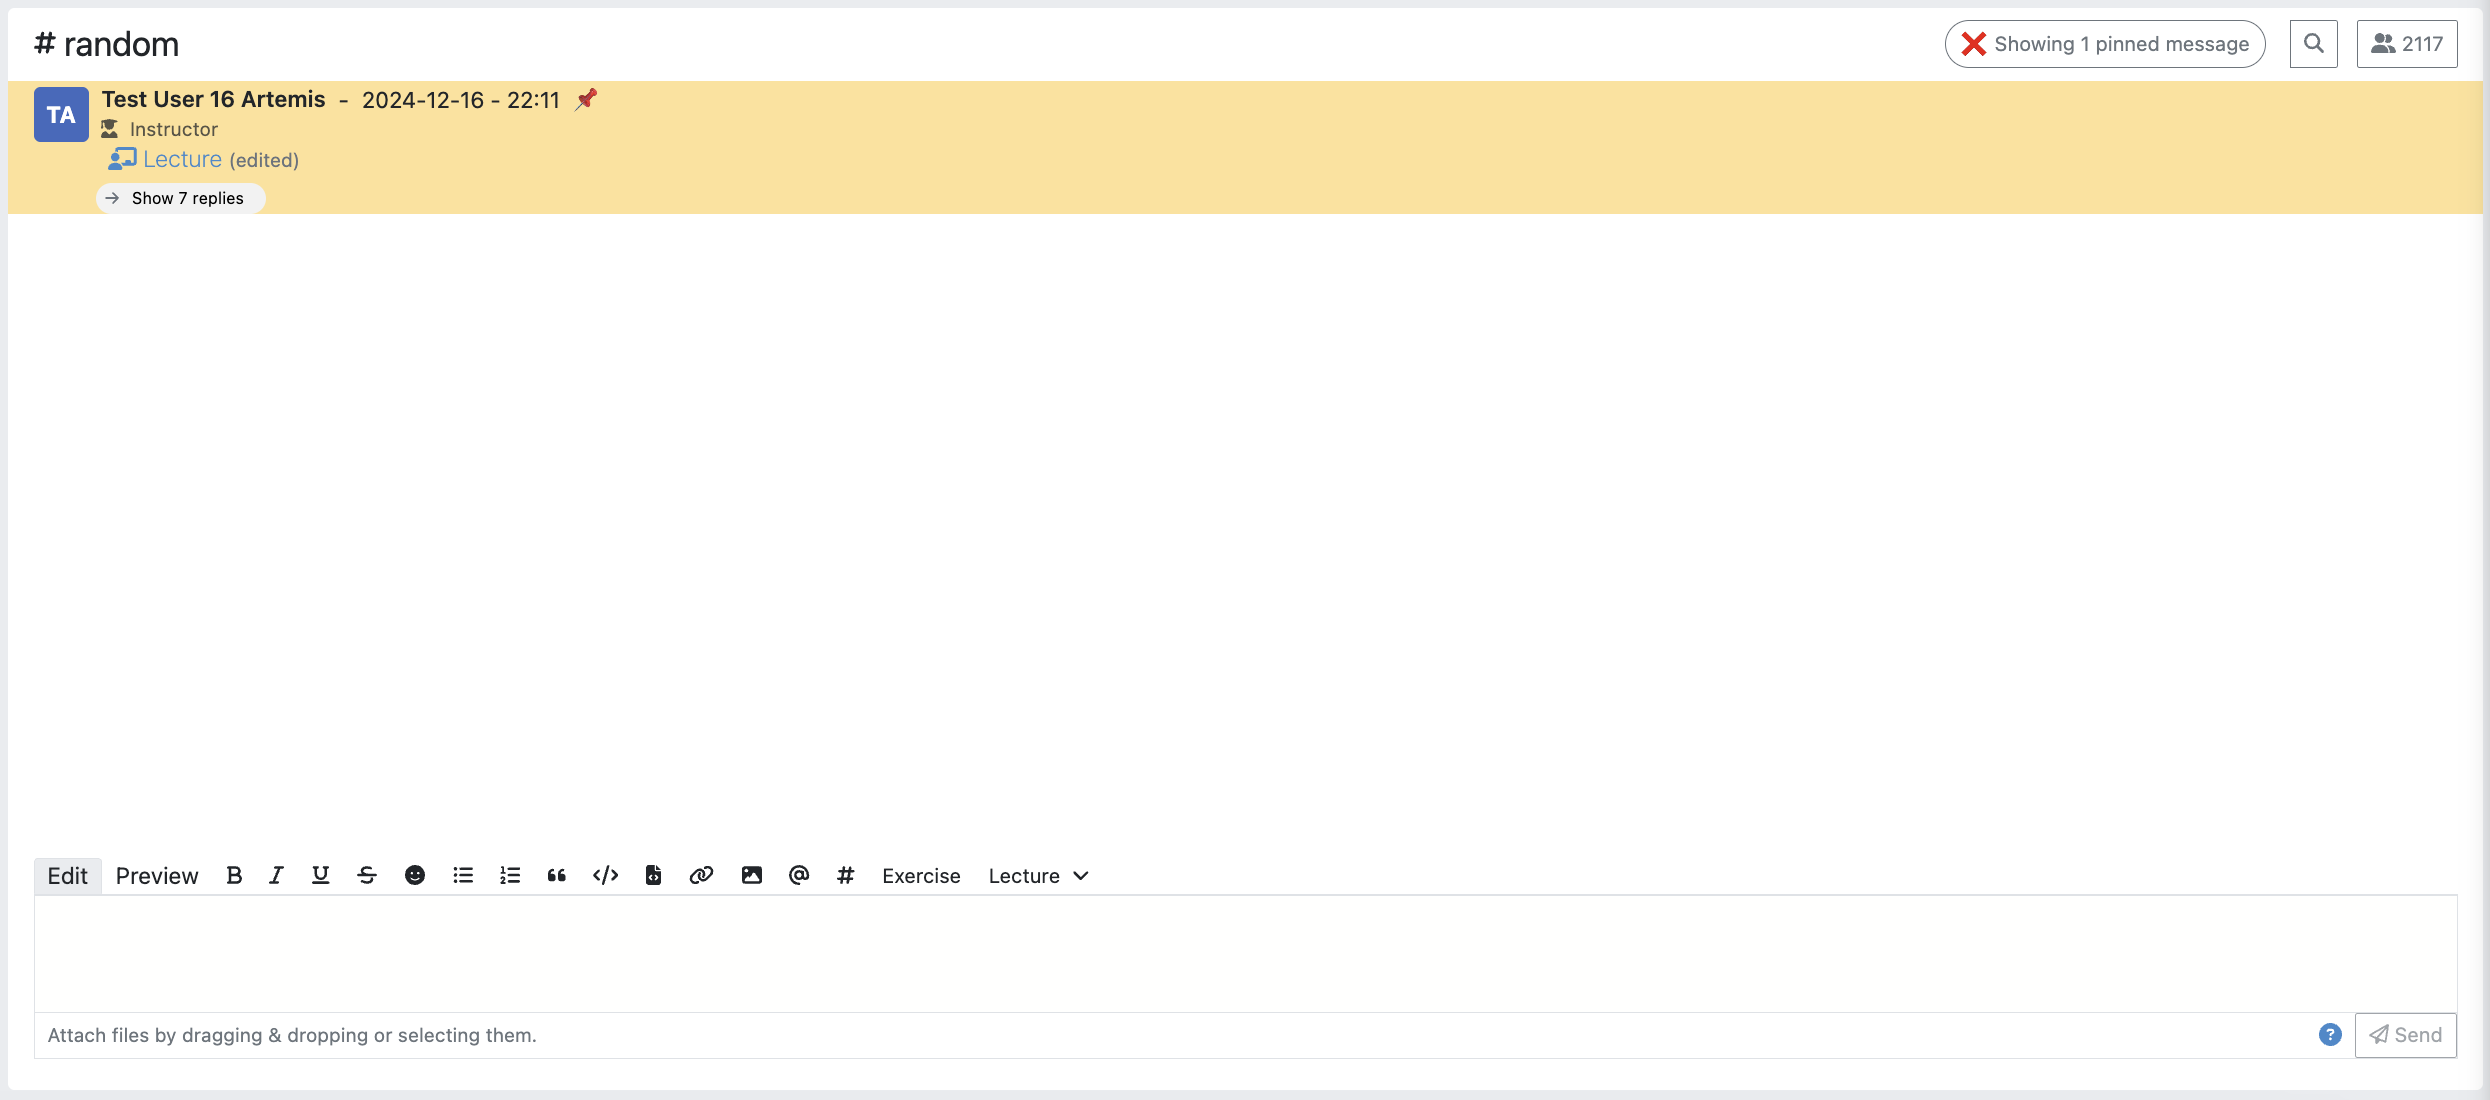 # random
❌ Showing 1 pinned message
2117
TA
Test User 16 Artemis - 2024-12-16 - 22:11 📌
Instructor
Lecture (edited)
→ Show 7 replies
Edit Preview B I U S </> @ # Exercise Lecture
Attach files by dragging & dropping or selecting them.
? Send